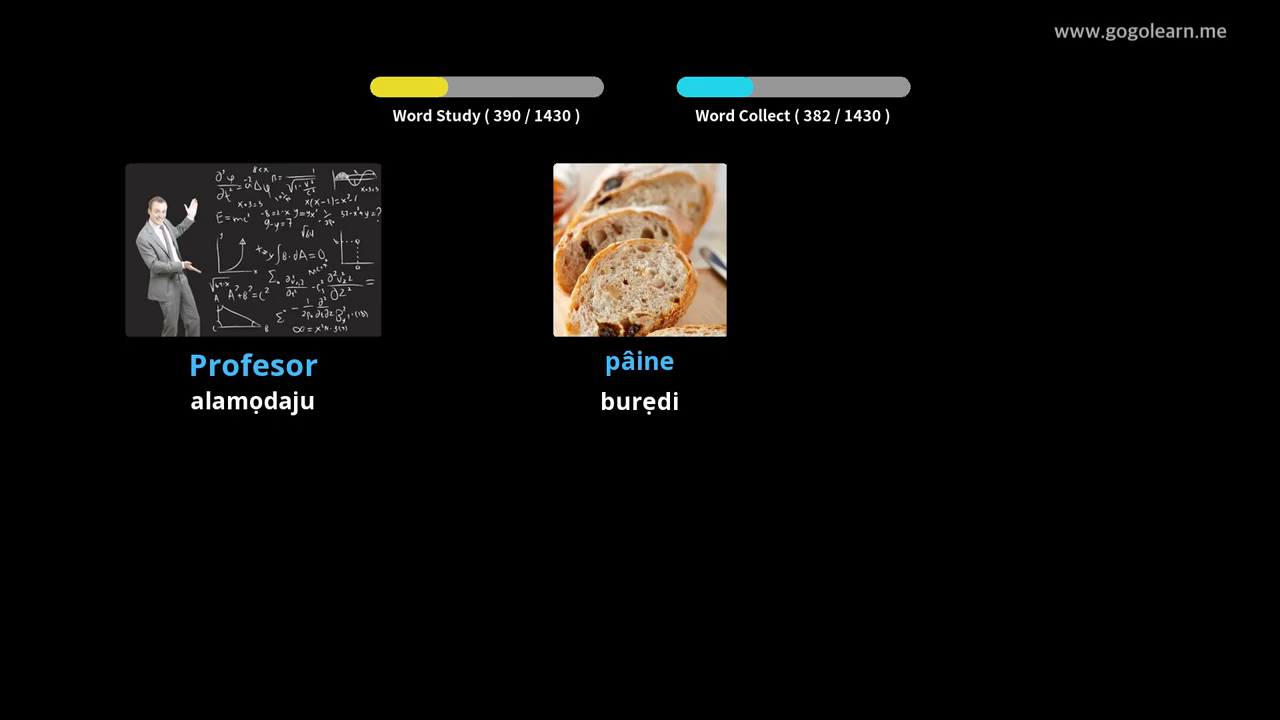 www.gogolearn.me
Word Study ( 390 / 1430 )
Word Collect ( 382 / 1430 )
Profesor
alamọdaju
pâine
burẹdi